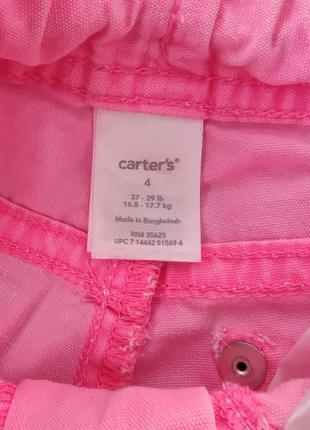 carter's®
4
37 - 39 lb
16.8 - 17.7 kg
Made in Bangladesh
RN# 35623
UPC 7 14442 51569 4